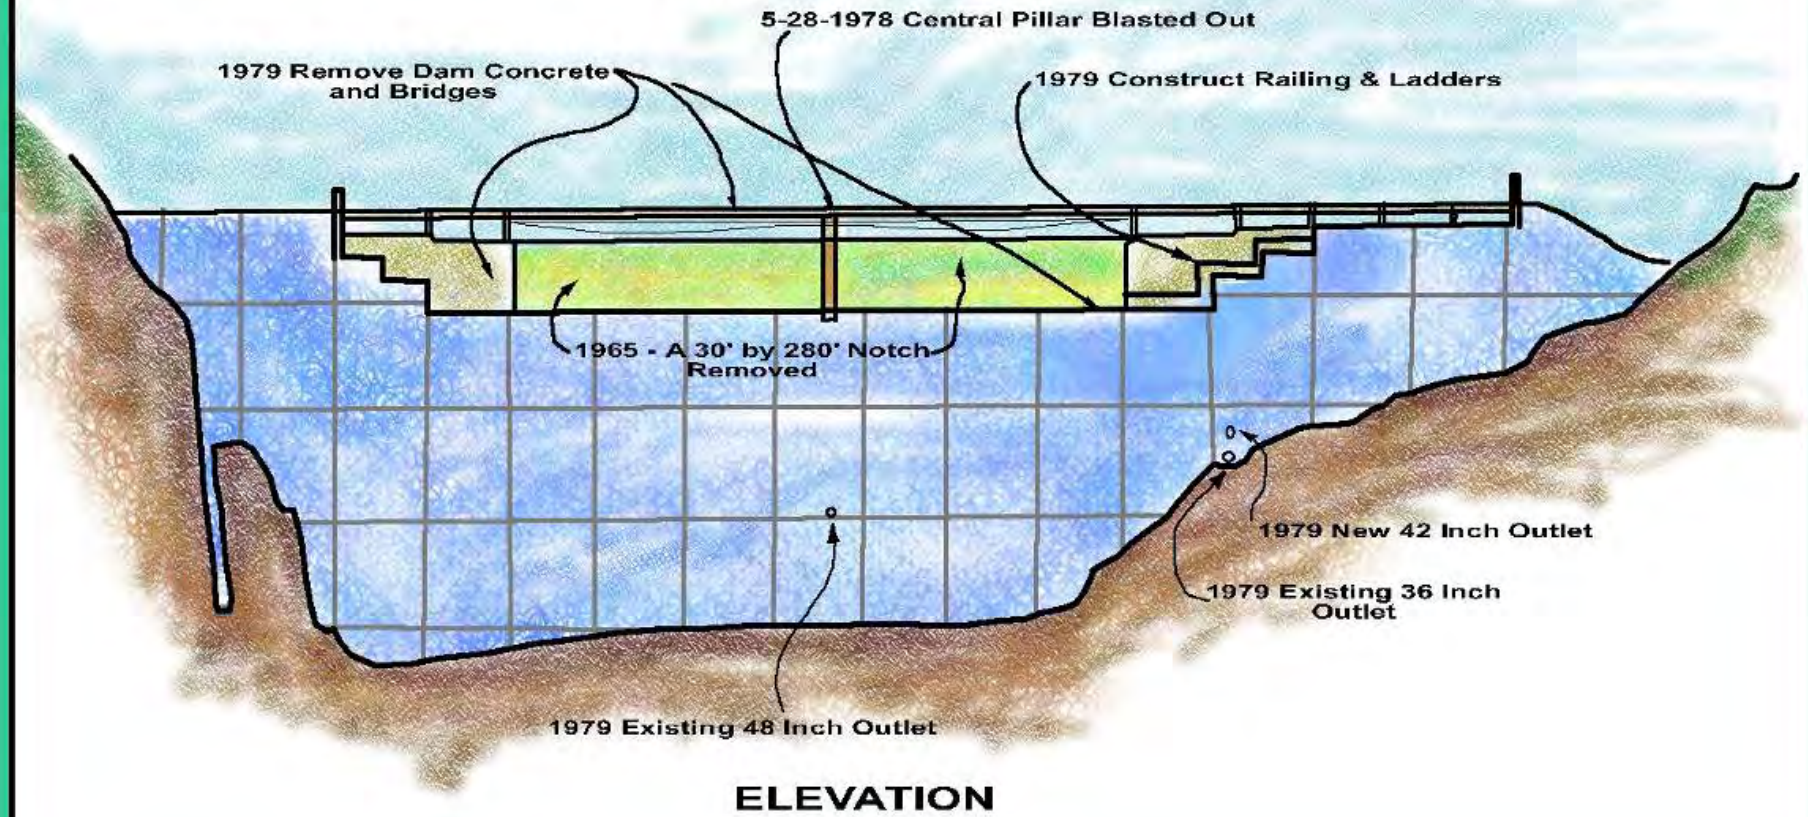 5-28-1978 Central Pillar Blasted Out
1979 Remove Dam Concrete
and Bridges
1979 Construct Railing & Ladders
1965 - A 30' by 280' Notch
Removed
1979 New 42 Inch Outlet
1979 Existing 36 Inch
Outlet
1979 Existing 48 Inch Outlet
ELEVATION